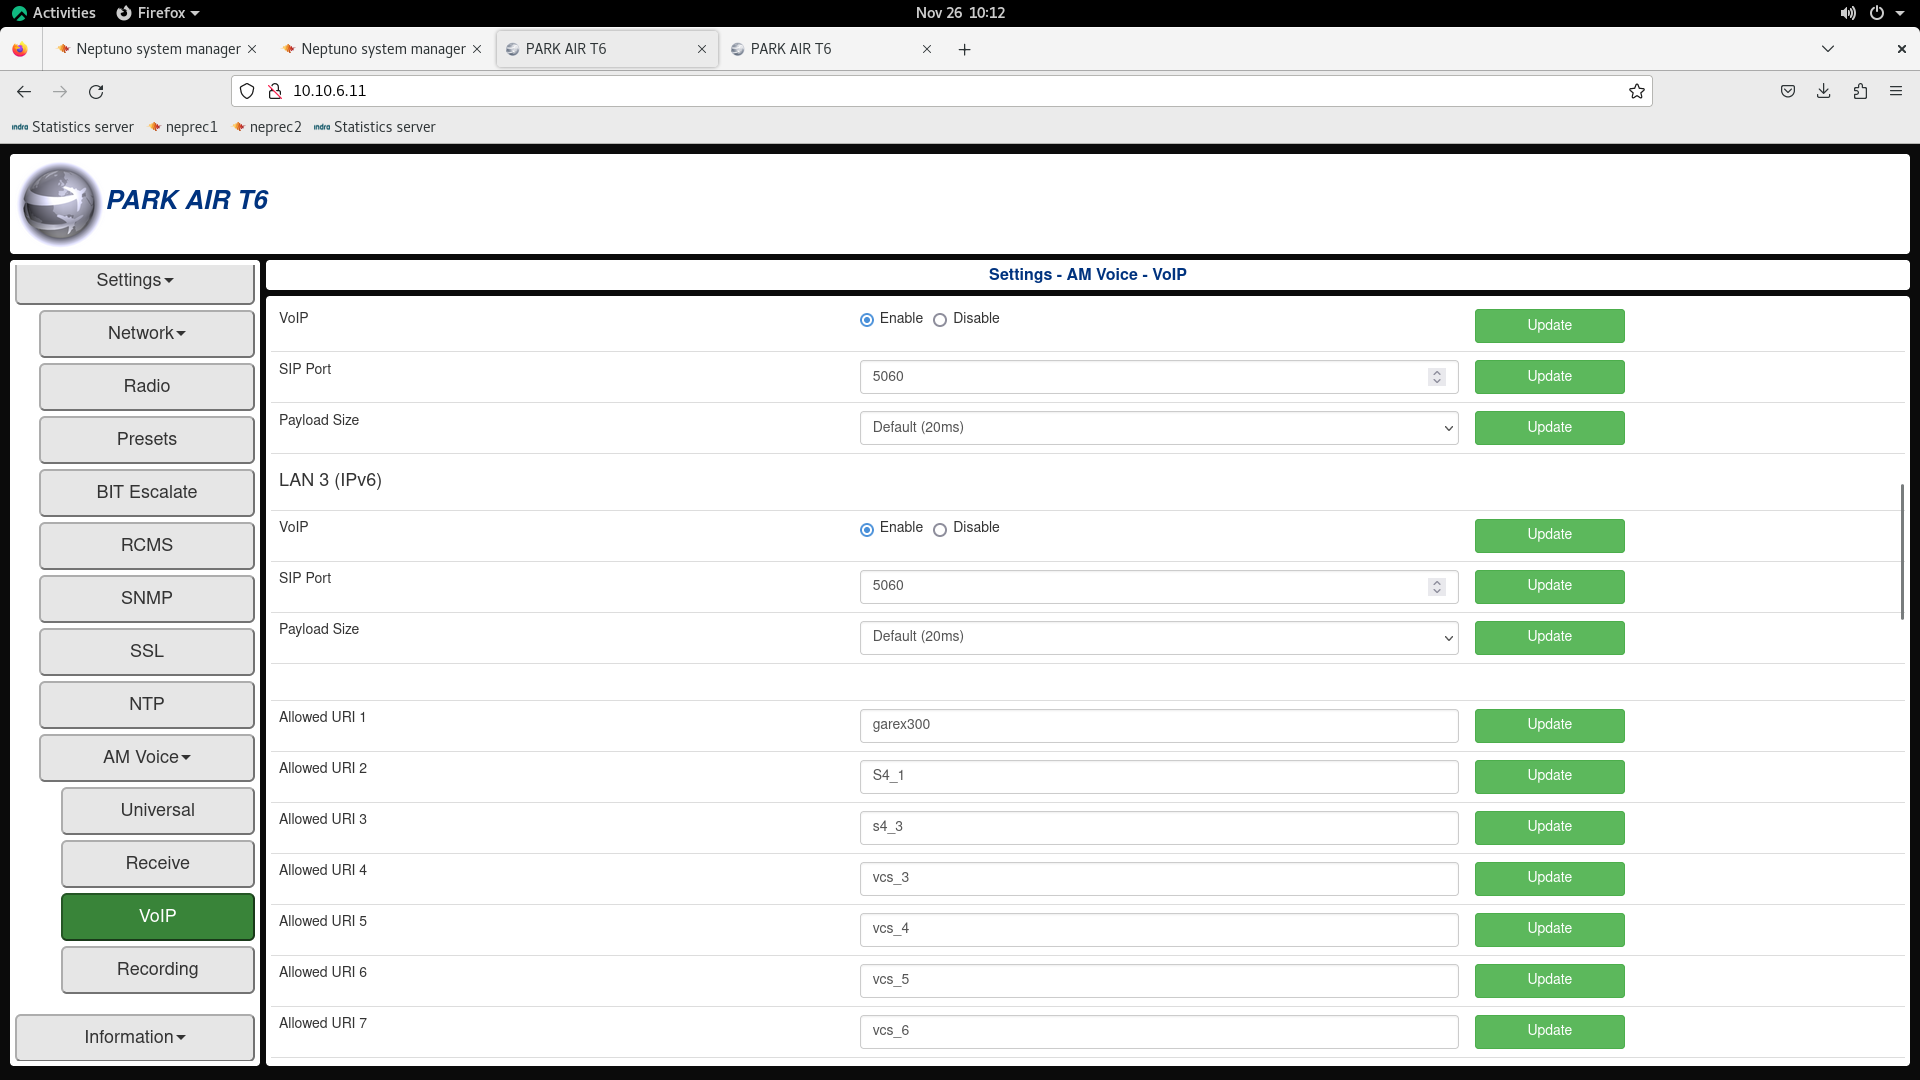 Activities Firefox Nov 26 10:12
Neptuno system manager Neptuno system manager PARK AIR T6 PARK AIR T6
10.10.6.11
indra Statistics server neprec1 neprec2 indra Statistics server
PARK AIR T6
Settings
Settings - AM Voice - VoIP
VoIP Enable Disable Update
Network
SIP Port 5060 Update
Radio
Payload Size Default (20ms) Update
Presets
LAN 3 (IPv6)
BIT Escalate
VoIP Enable Disable Update
RCMS
SIP Port 5060 Update
SNMP
Payload Size Default (20ms) Update
SSL
NTP
Allowed URI 1 garex300 Update
AM Voice
Allowed URI 2 S4_1 Update
Universal
Allowed URI 3 s4_3 Update
Receive
Allowed URI 4 vcs_3 Update
VoIP
Allowed URI 5 vcs_4 Update
Recording
Allowed URI 6 vcs_5 Update
Information
Allowed URI 7 vcs_6 Update